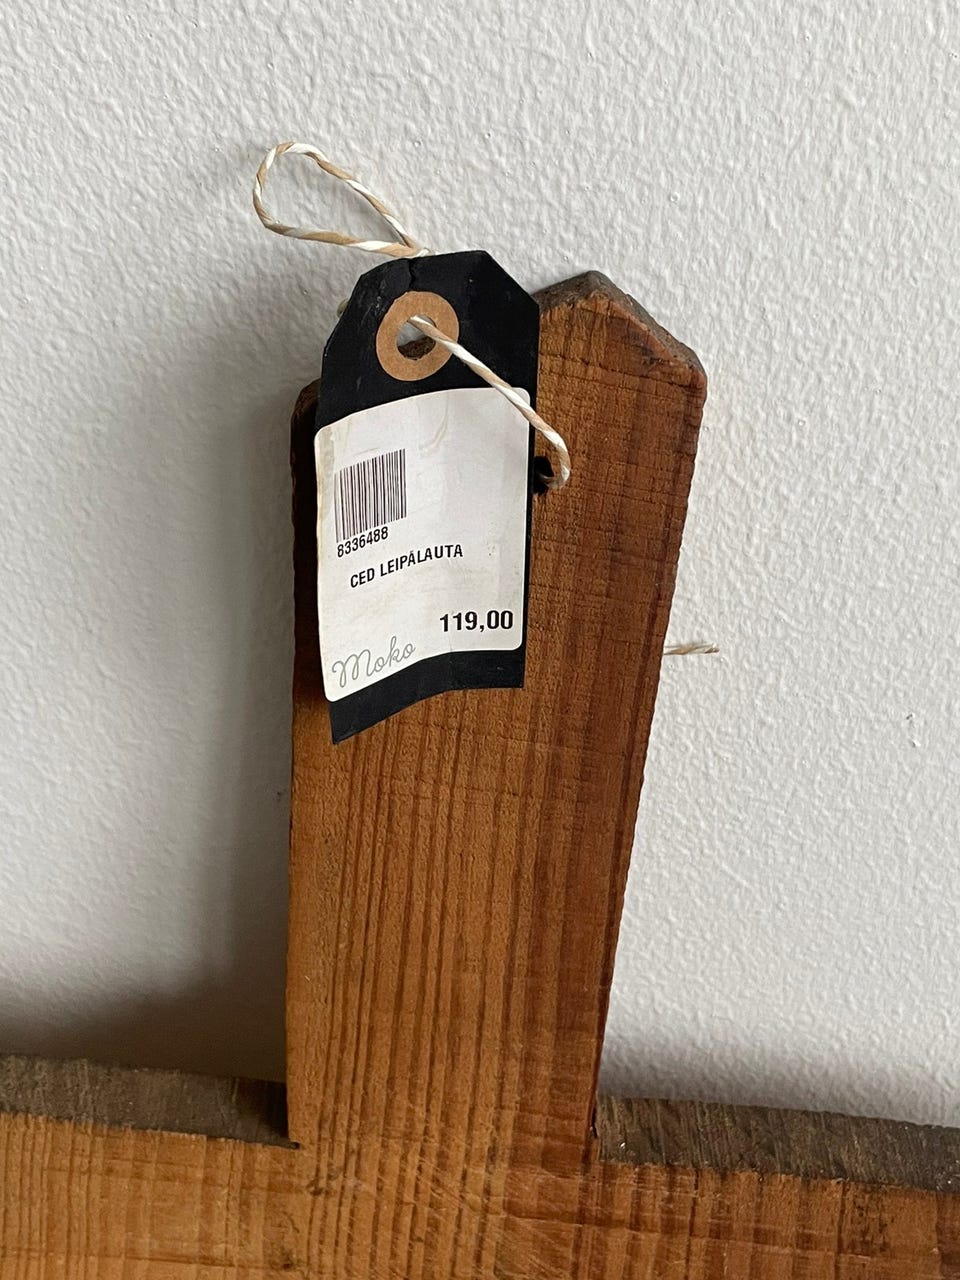 8336488
CED LEIPÄLAUTA
119,00
Moko